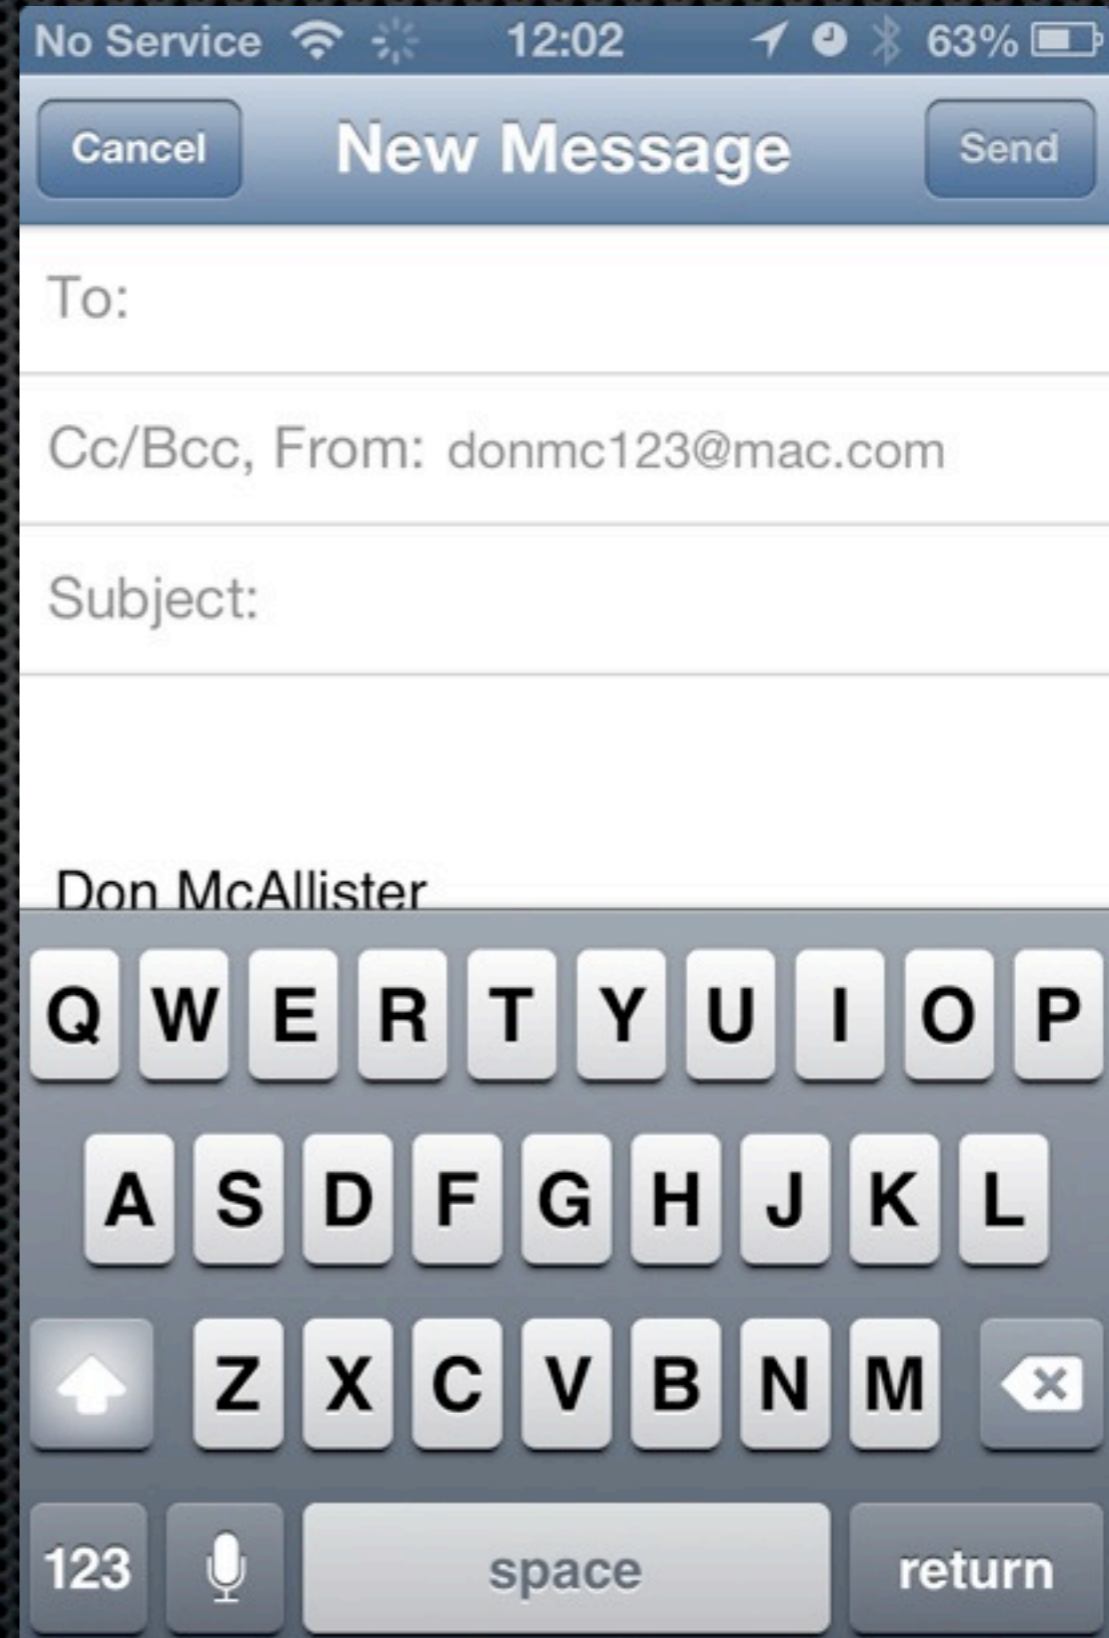 No Service 12:02 63%
Cancel New Message Send
To:
Cc/Bcc, From: donmc123@mac.com
Subject:
Don McAllister
Q W E R T Y U I O P
A S D F G H J K L
Z X C V B N M
123 space return